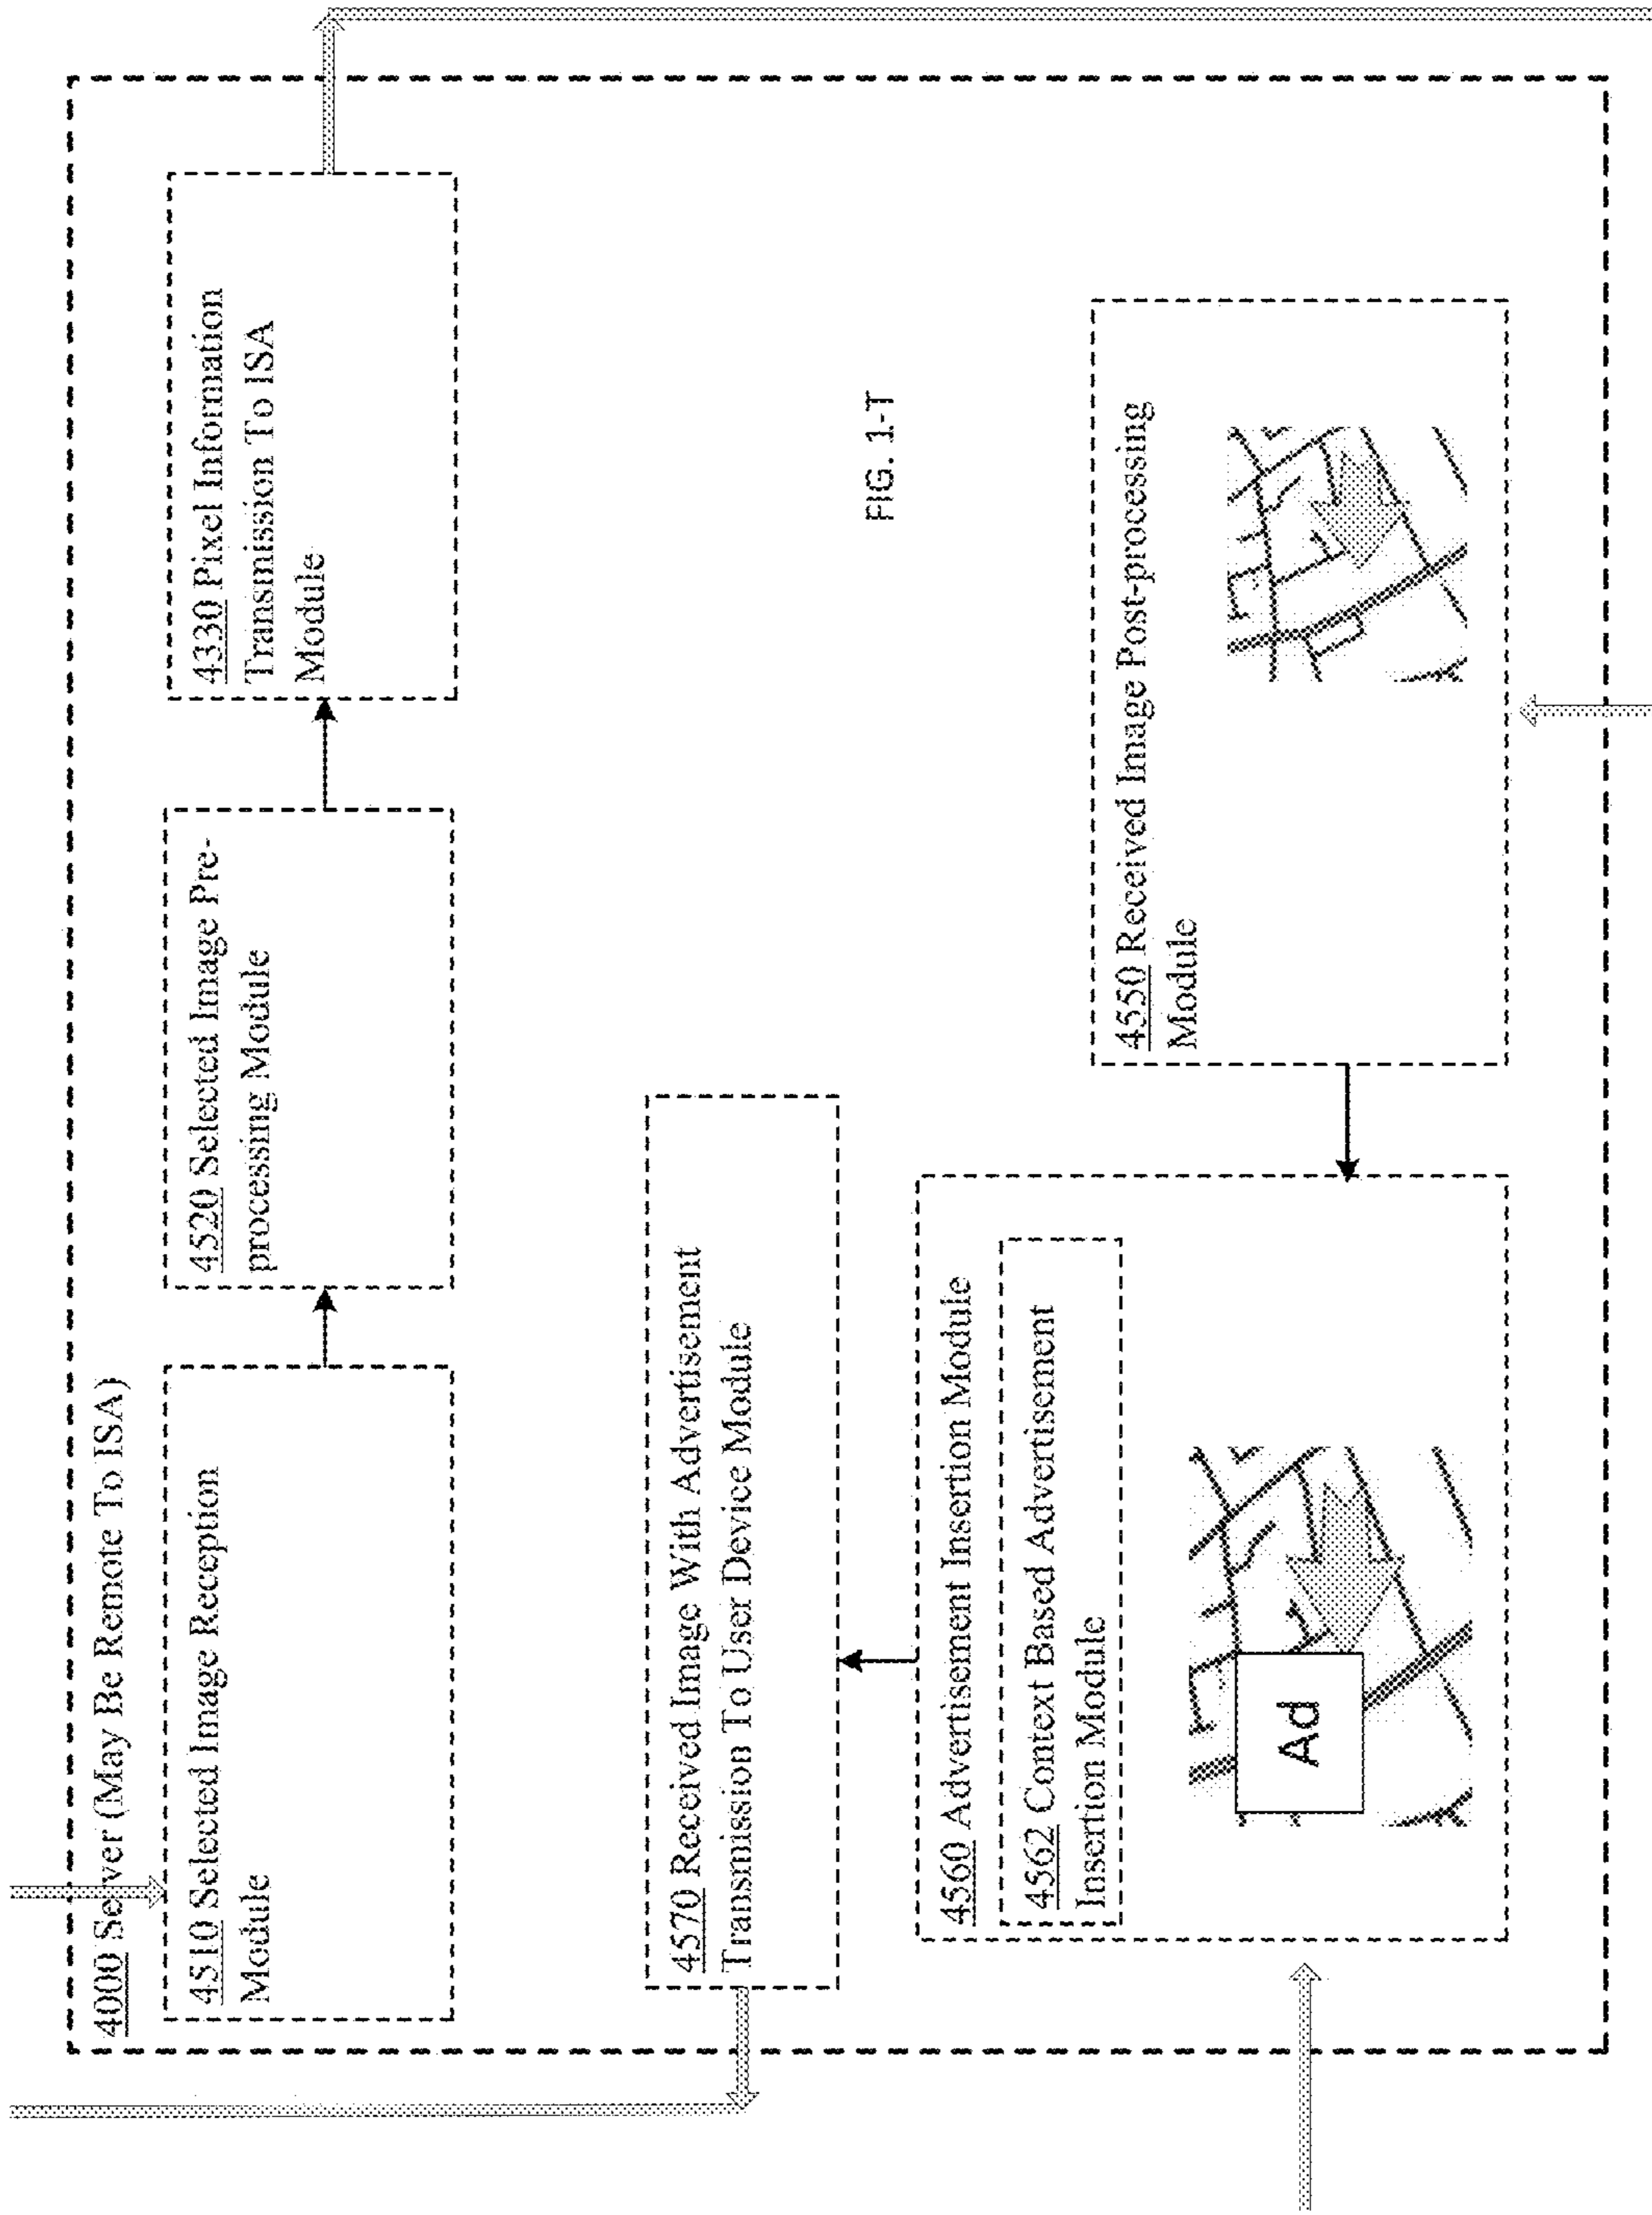 4000 Server (May Be Remote To ISA)
4510 Selected Image Reception
Module
4520 Selected Image Pre-
processing Module
4330 Pixel Information
Transmission To ISA
Module
4570 Received Image With Advertisement
Transmission To User Device Module
FIG. 1-T
4560 Advertisement Insertion Module
4562 Context Based Advertisement
Insertion Module
Ad
4550 Received Image Post-processing
Module